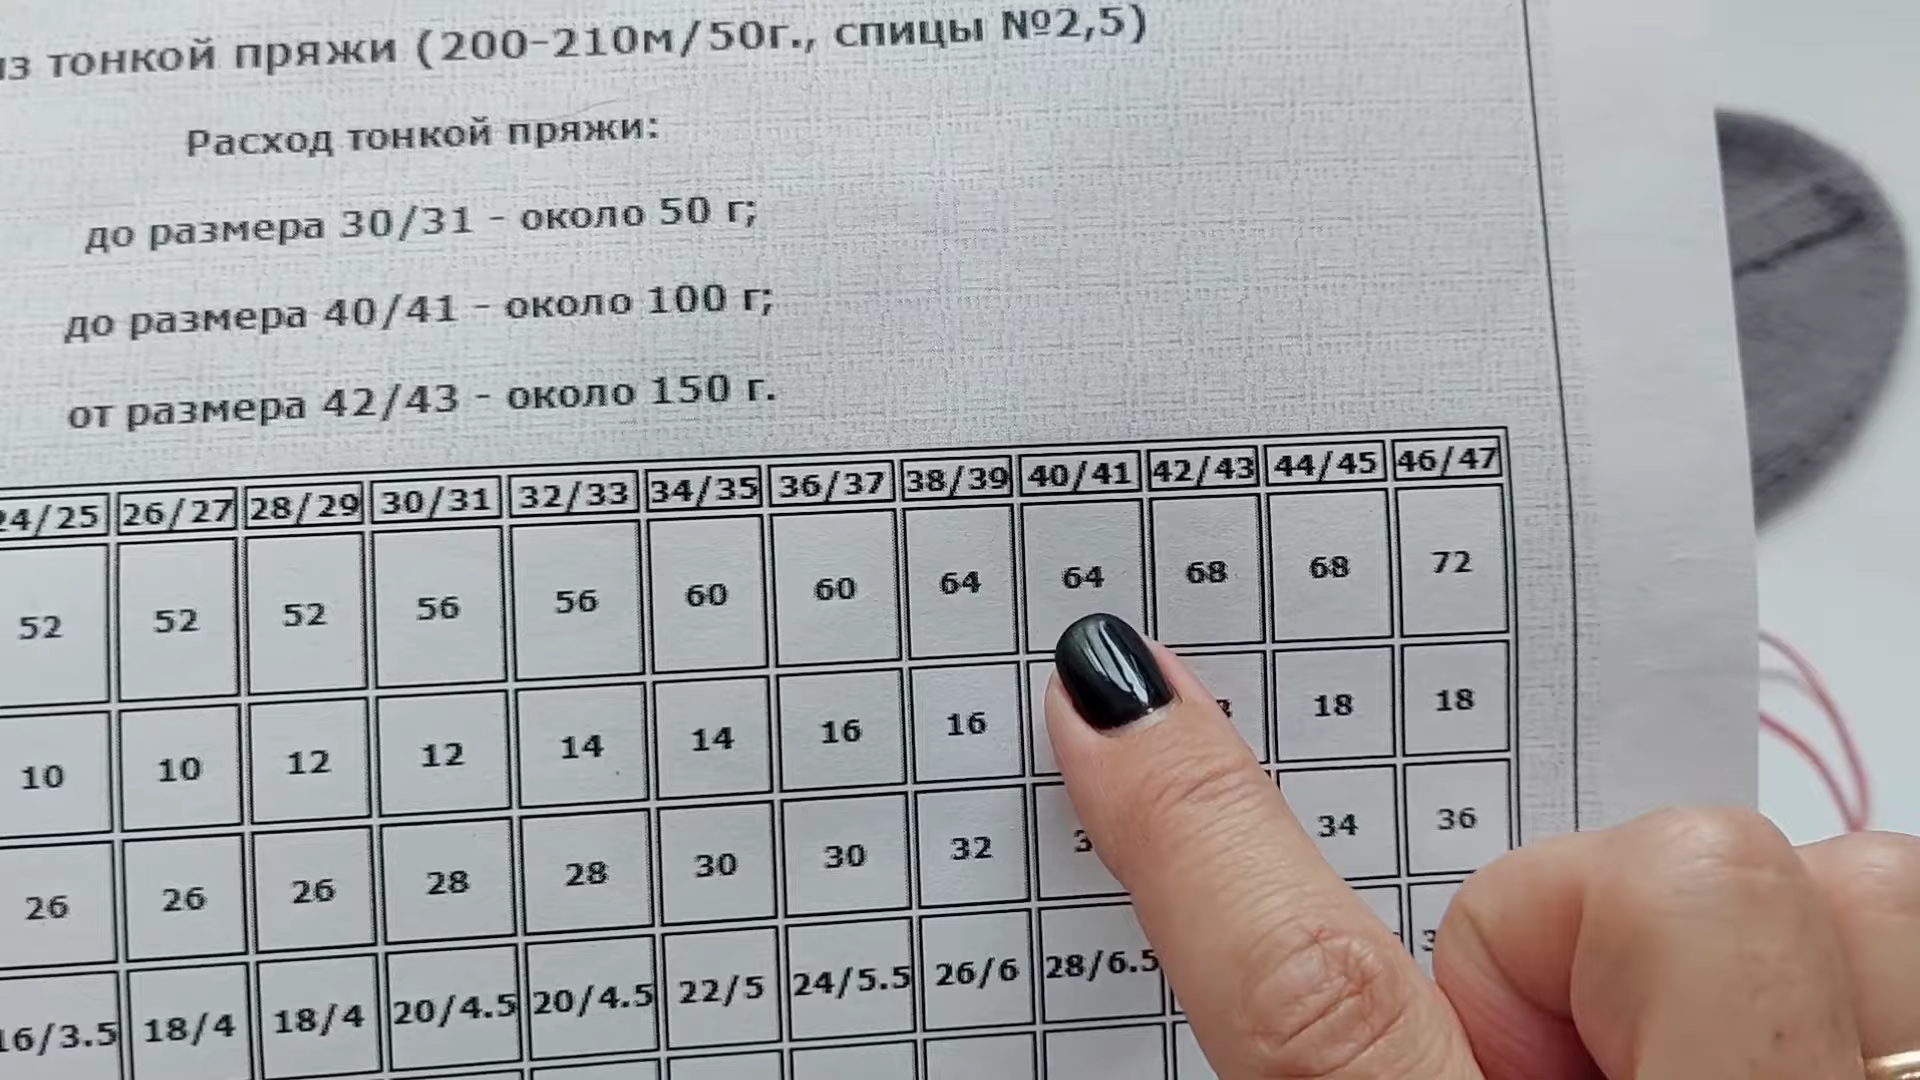 из тонкой пряжи (200-210м/50г., спицы №2,5)
Расход тонкой пряжи:
до размера 30/31 - около 50 г;
до размера 40/41 - около 100 г;
от размера 42/43 - около 150 г.
24/25 26/27 28/29 30/31 32/33 34/35 36/37 38/39 40/41 42/43 44/45 46/47
52 52 52 56 56 60 60 64 64 68 68 72
10 10 12 12 14 14 16 16 18 18
26 26 26 28 28 30 30 32 34 36
16/3.5 18/4 18/4 20/4.5 20/4.5 22/5 24/5.5 26/6 28/6.5